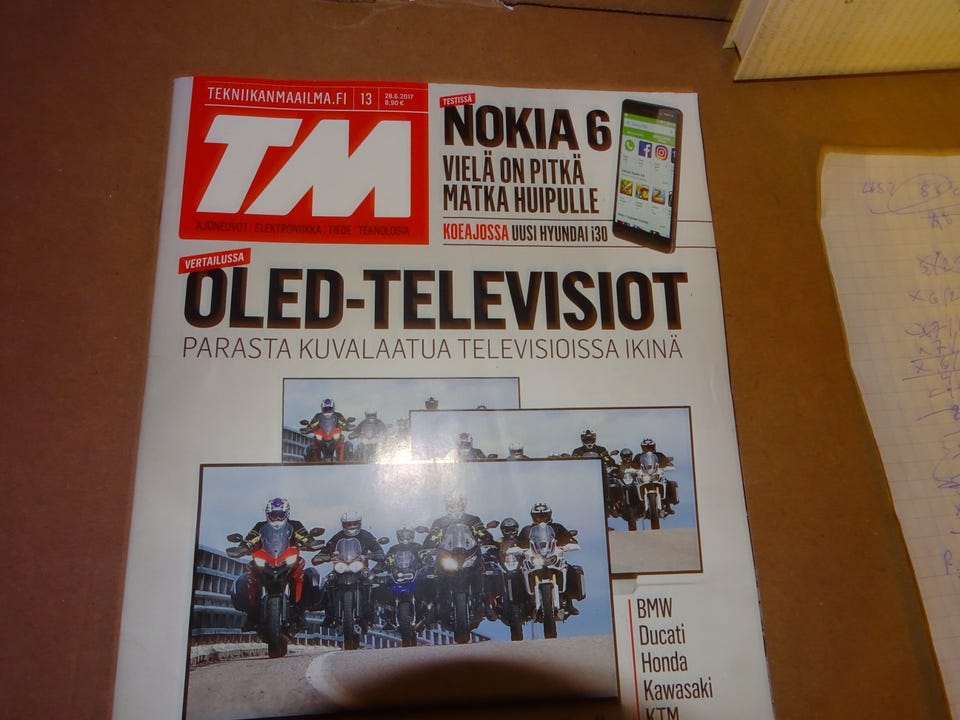 TEKNIIKANMAAILMA.FI 13 28.6.2017
8,90 €
TM
AJONEUVOT | ELEKTRONIIKKA | TIEDE | TEKNOLOGIA
TESTISSÄ
NOKIA 6
VIELÄ ON PITKÄ
MATKA HUIPULLE
KOEAJOSSA UUSI HYUNDAI i30
VERTAILUSSA
OLED-TELEVISIOT
PARASTA KUVALAATUA TELEVISIOISSA IKINÄ
BMW
Ducati
Honda
Kawasaki
KTM